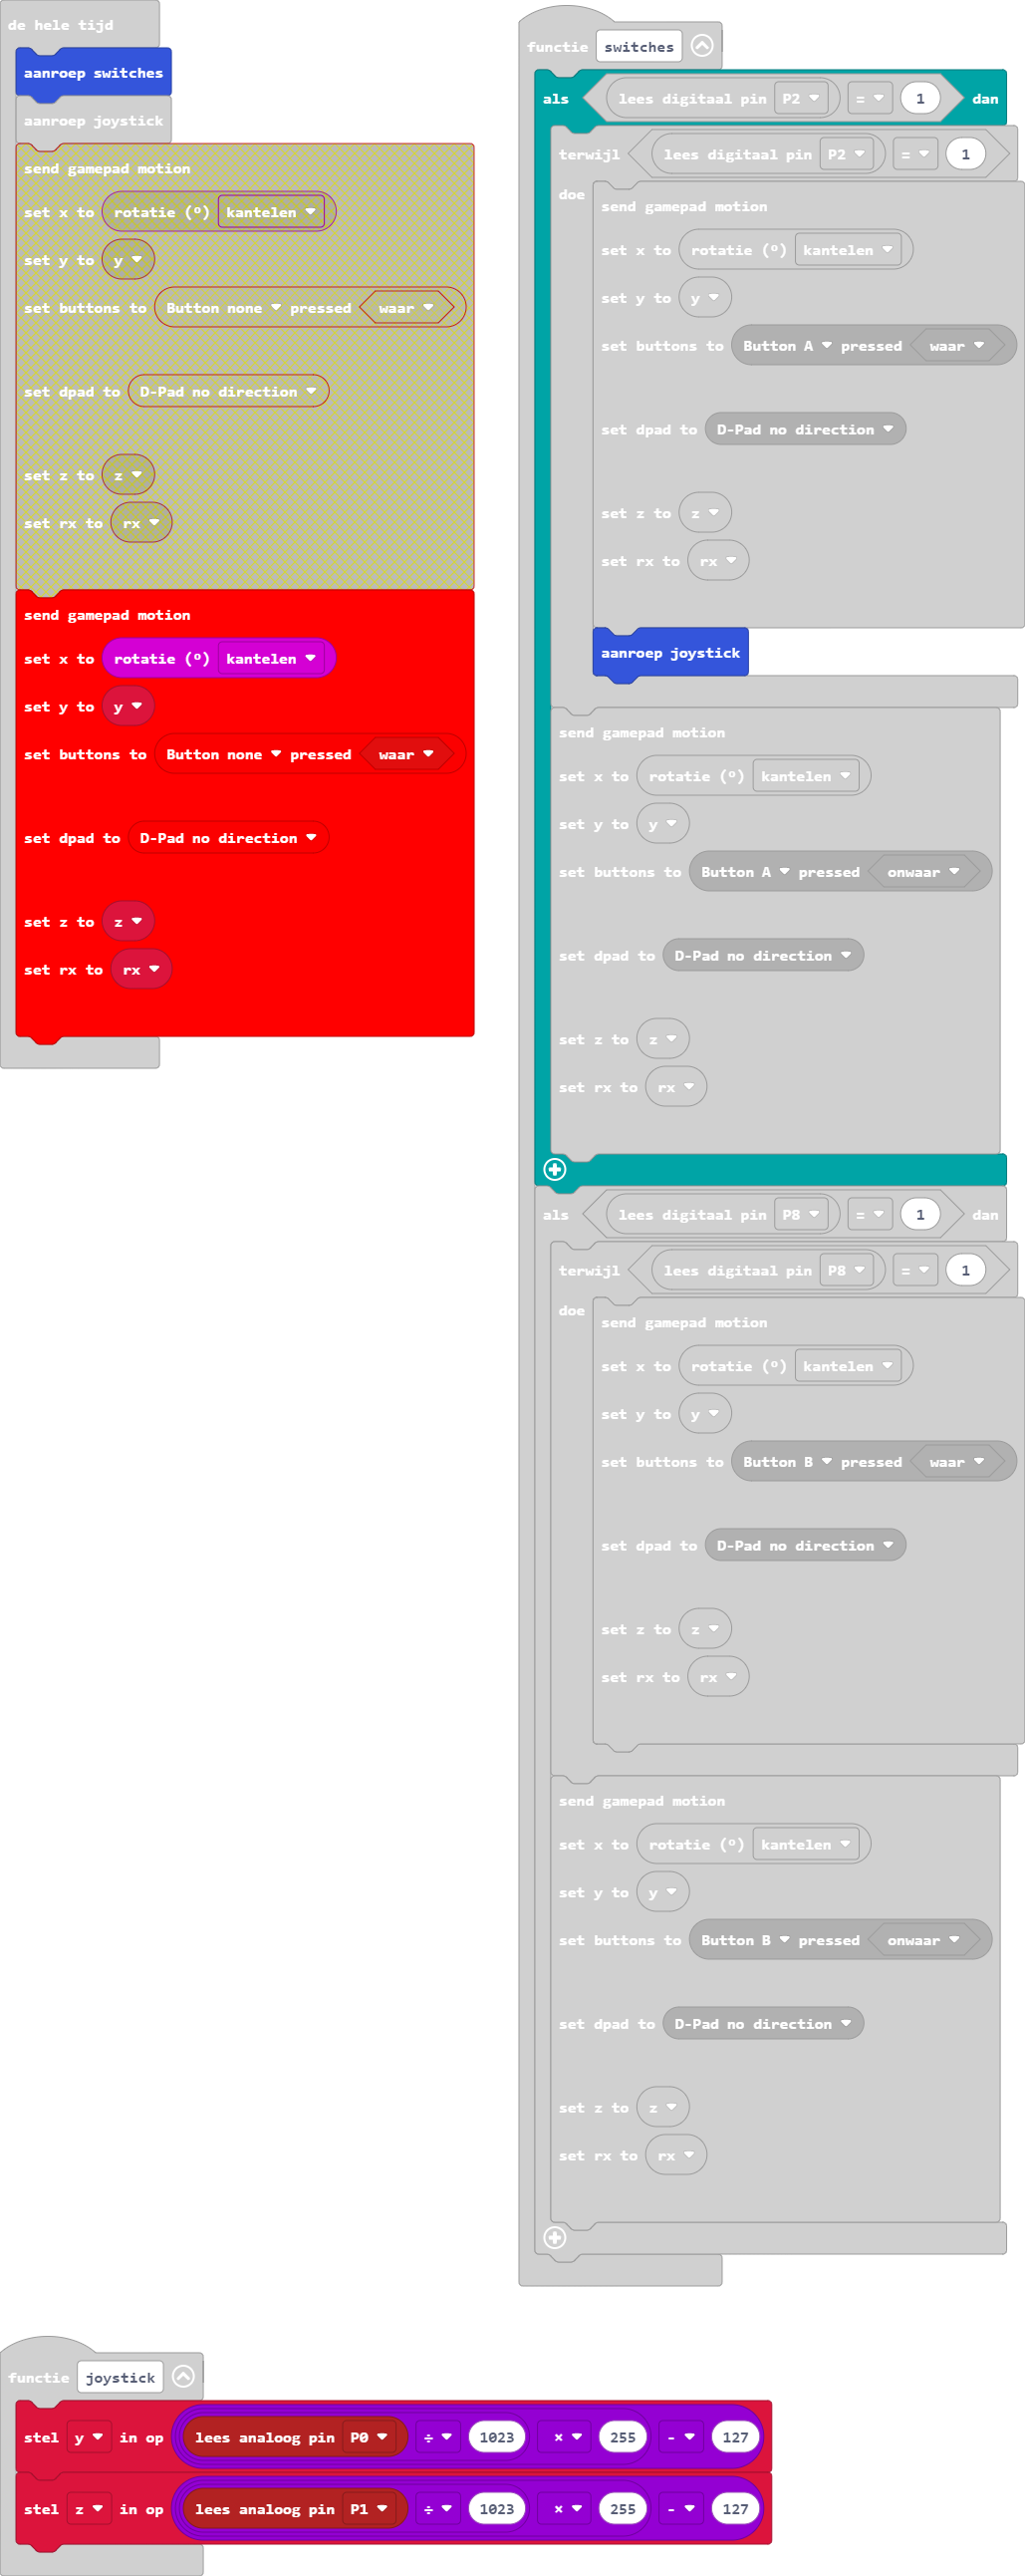 de hele tijd
aanroep switches
aanroep joystick
send gamepad motion
set x to rotatie (º) kantelen
set y to y
set buttons to Button none pressed waar
set dpad to D-Pad no direction
set z to z
set rx to rx
send gamepad motion
set x to rotatie (º) kantelen
set y to y
set buttons to Button none pressed waar
set dpad to D-Pad no direction
set z to z
set rx to rx
functie switches
als lees digitaal pin P2 = 1 dan
terwijl lees digitaal pin P2 = 1
doe
send gamepad motion
set x to rotatie (º) kantelen
set y to y
set buttons to Button A pressed waar
set dpad to D-Pad no direction
set z to z
set rx to rx
aanroep joystick
send gamepad motion
set x to rotatie (º) kantelen
set y to y
set buttons to Button A pressed onwaar
set dpad to D-Pad no direction
set z to z
set rx to rx
als lees digitaal pin P8 = 1 dan
terwijl lees digitaal pin P8 = 1
doe
send gamepad motion
set x to rotatie (º) kantelen
set y to y
set buttons to Button B pressed waar
set dpad to D-Pad no direction
set z to z
set rx to rx
send gamepad motion
set x to rotatie (º) kantelen
set y to y
set buttons to Button B pressed onwaar
set dpad to D-Pad no direction
set z to z
set rx to rx
functie joystick
stel y in op lees analoog pin P0 ÷ 1023 × 255 - 127
stel z in op lees analoog pin P1 ÷ 1023 × 255 - 127